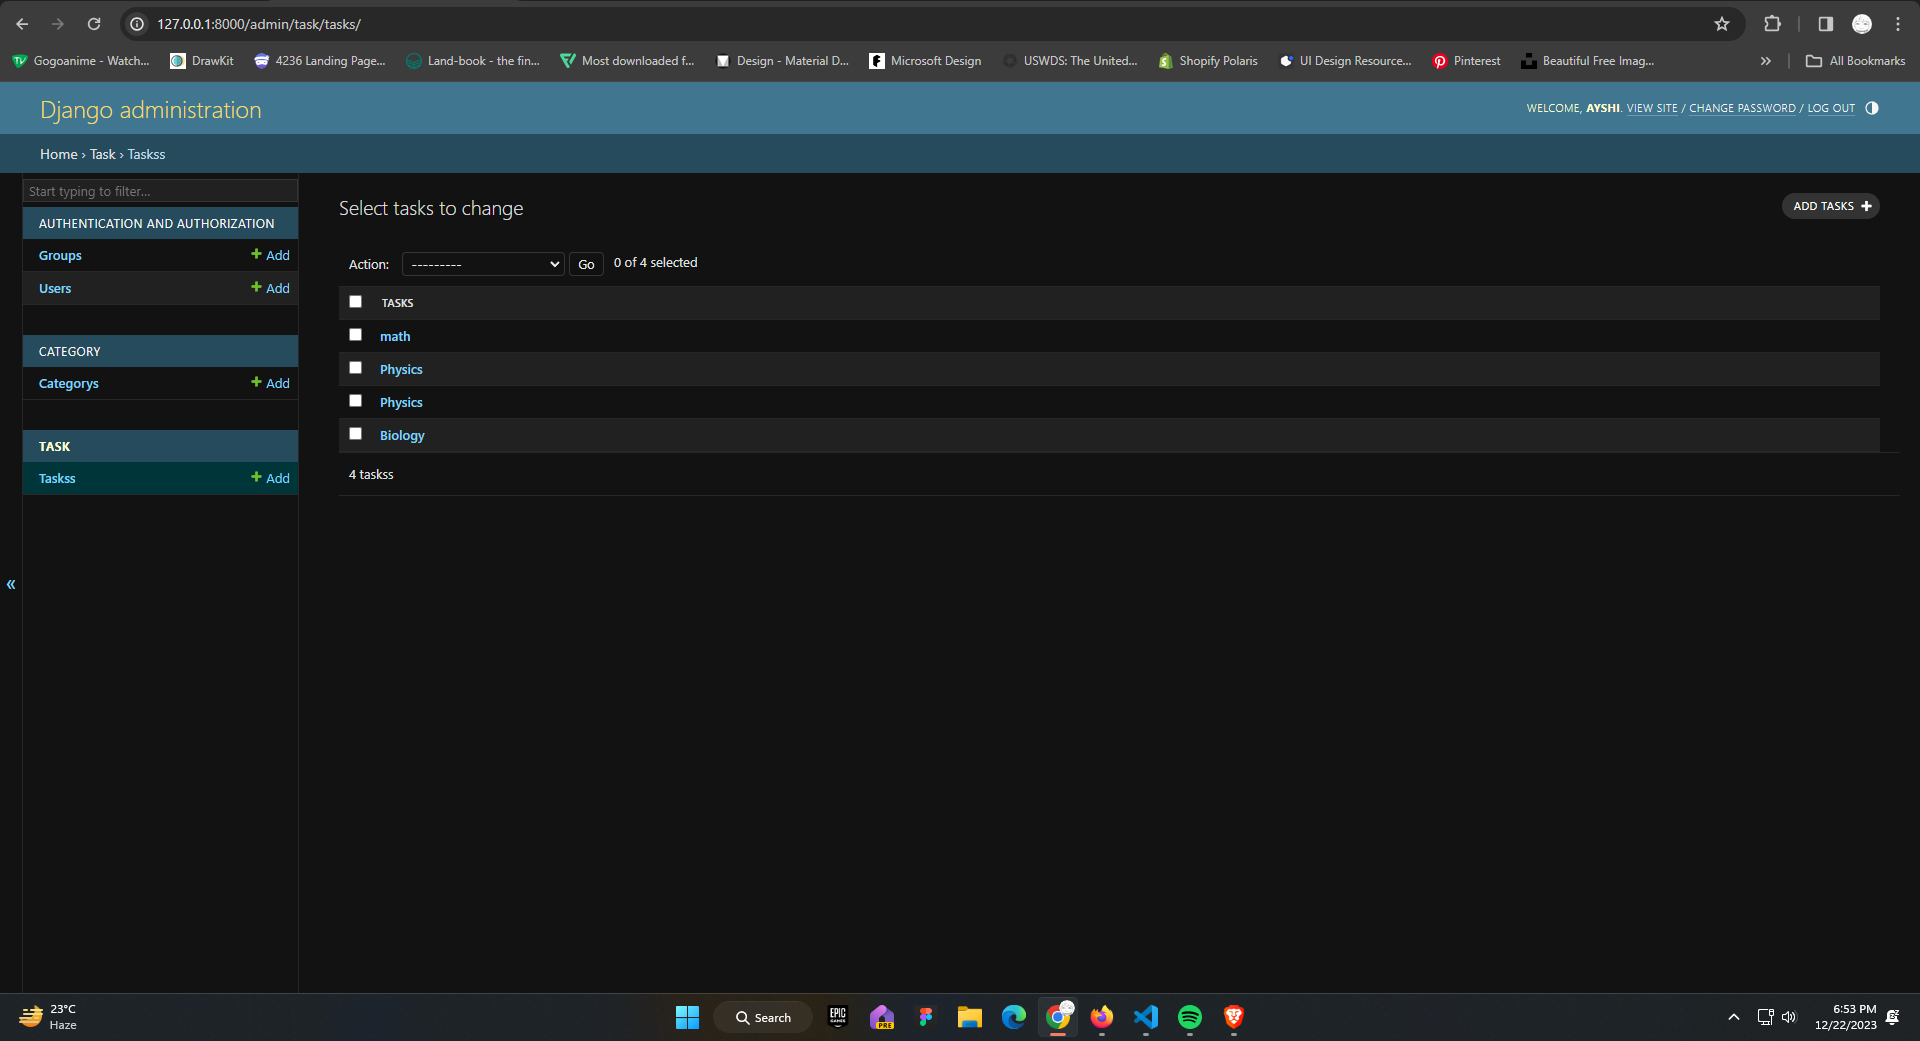 127.0.0.1:8000/admin/task/tasks/
Gogoanime - Watch...
DrawKit
4236 Landing Page...
Land-book - the fin...
Most downloaded f...
Design - Material D...
Microsoft Design
USWDS: The United...
Shopify Polaris
UI Design Resource...
Pinterest
Beautiful Free Imag...
All Bookmarks
Django administration
WELCOME, AYSHI. VIEW SITE / CHANGE PASSWORD / LOG OUT
Home › Task › Taskss
Start typing to filter...
AUTHENTICATION AND AUTHORIZATION
Groups
Add
Users
Add
CATEGORY
Categorys
Add
TASK
Taskss
Add
Select tasks to change
ADD TASKS
Action: --------- Go 0 of 4 selected
TASKS
math
Physics
Physics
Biology
4 taskss
23°C
Haze
Search
EPIC GAMES
PRE
6:53 PM
12/22/2023